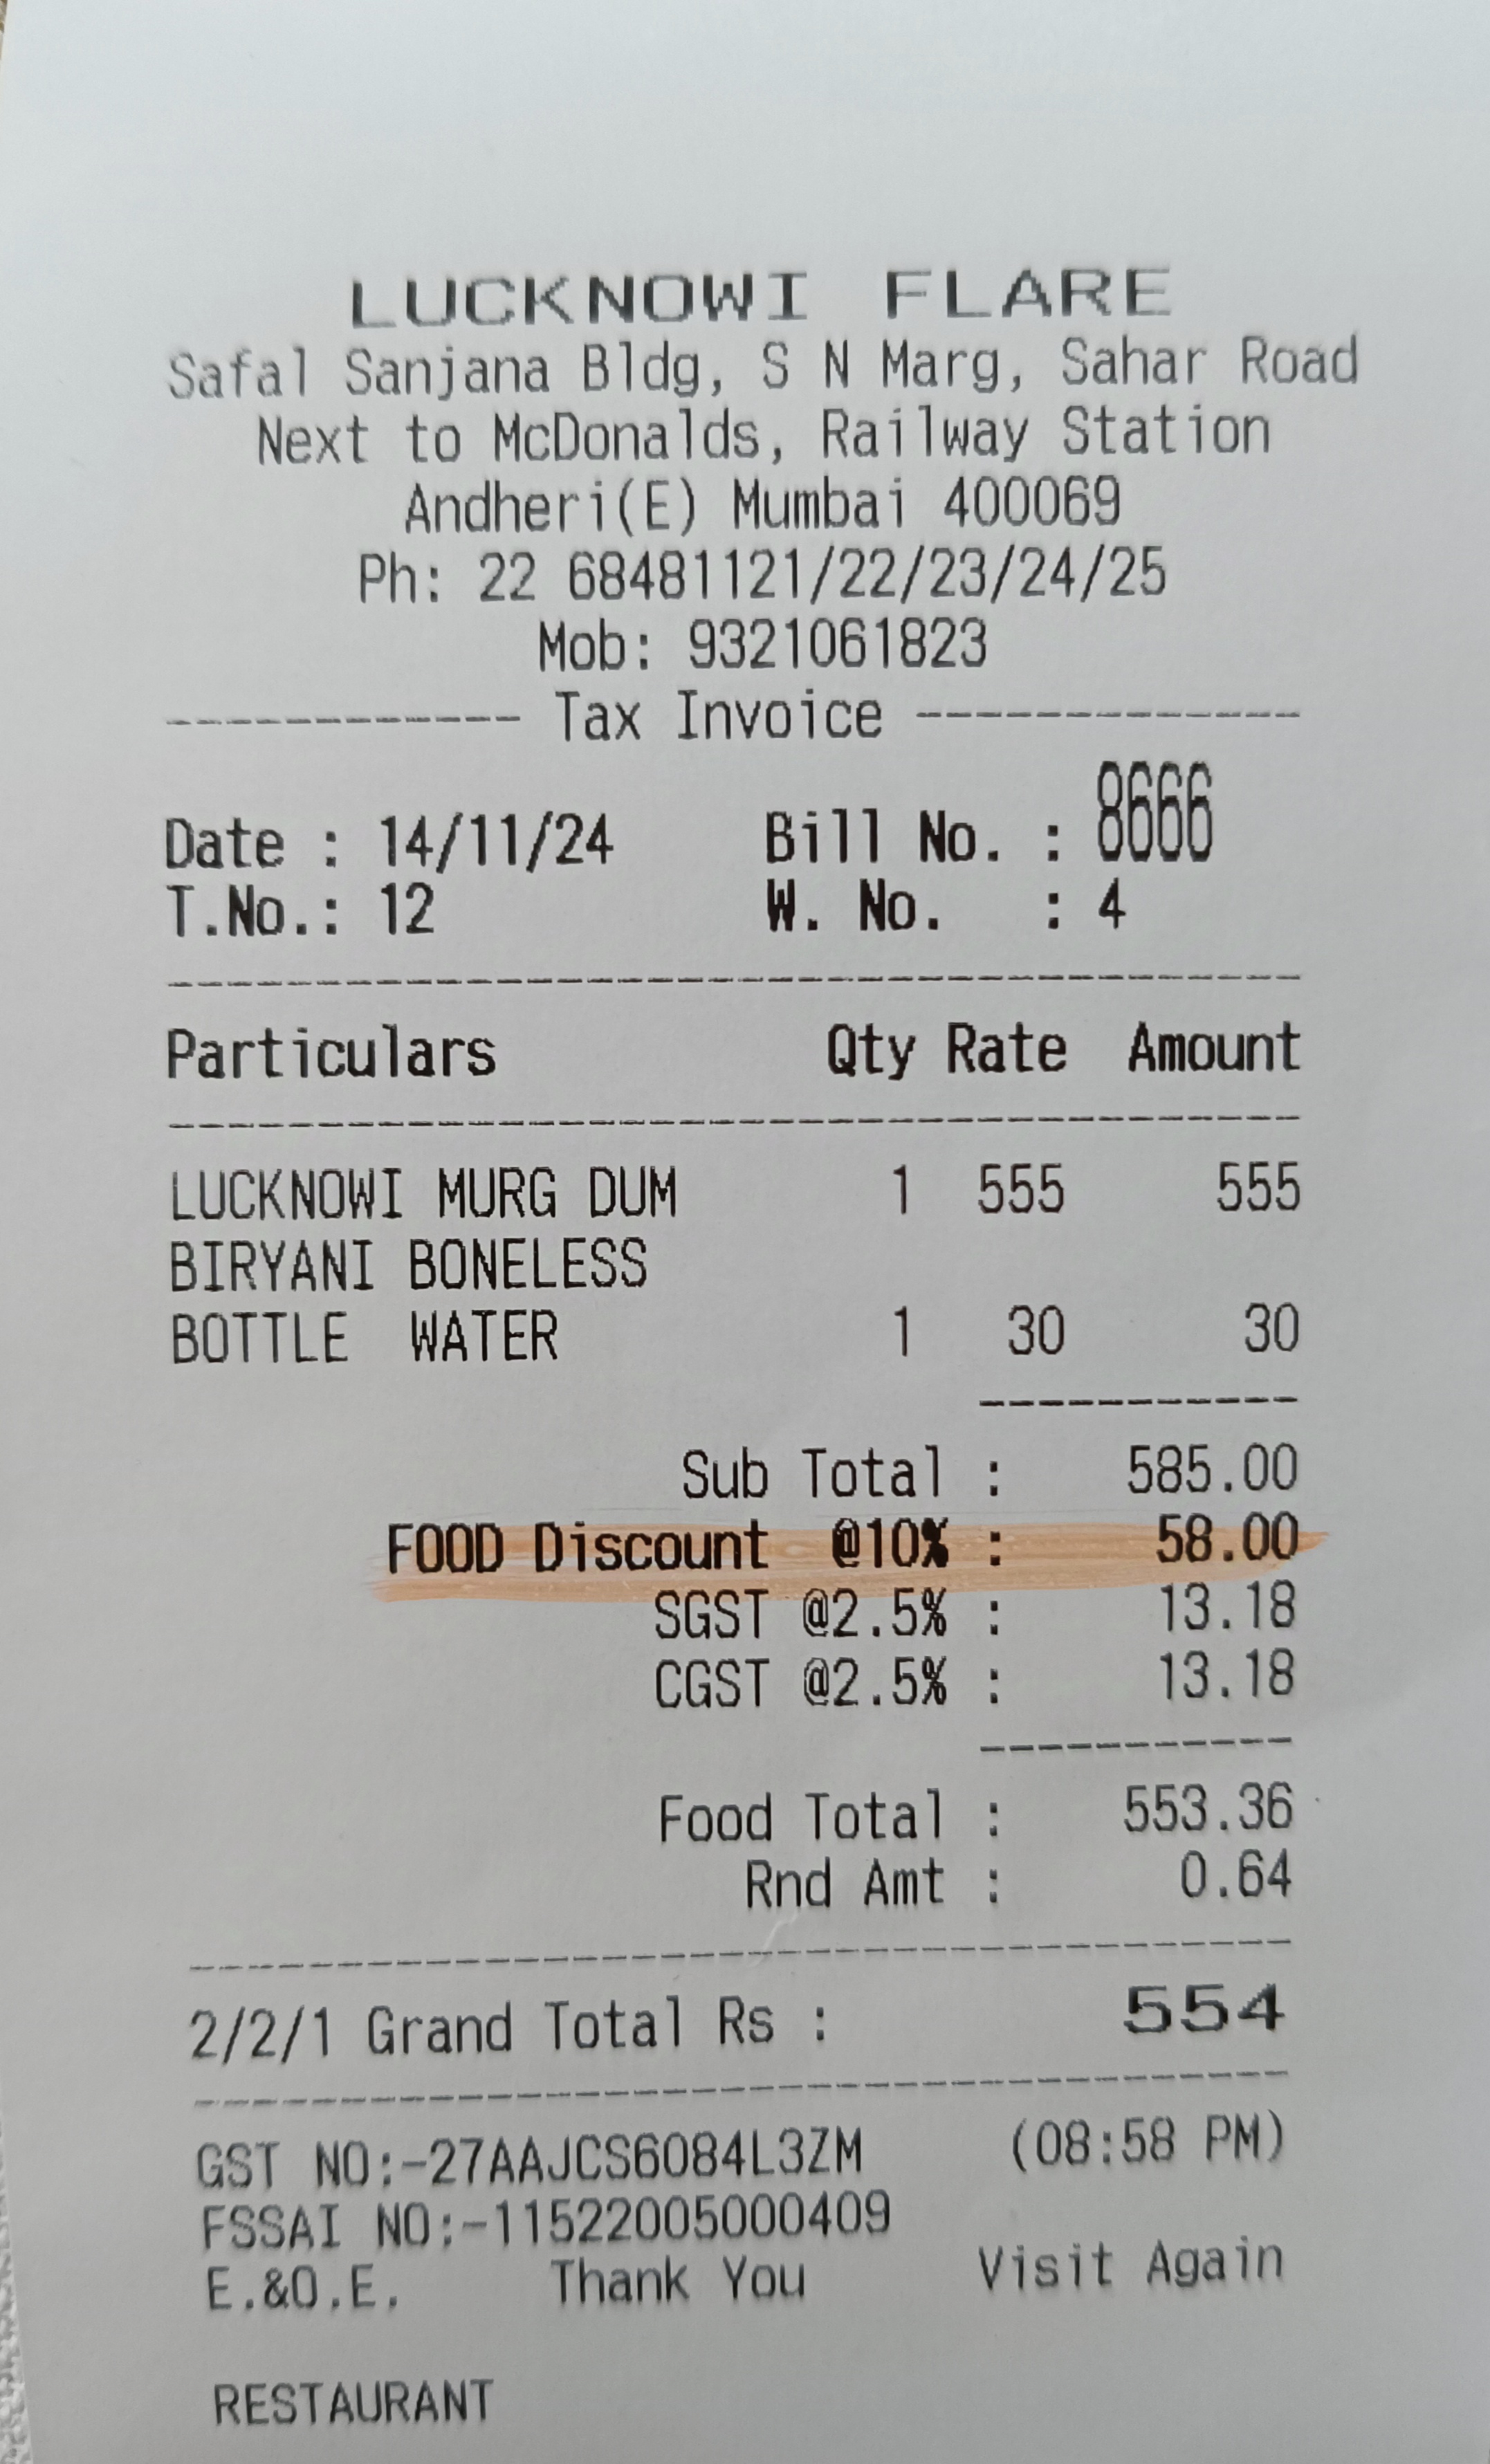 LUCKNOWI FLARE
Safal Sanjana Bldg, S N Marg, Sahar Road
Next to McDonalds, Railway Station
Andheri(E) Mumbai 400069
Ph: 22 68481121/22/23/24/25
Mob: 9321061823
------------ Tax Invoice -------------
Date : 14/11/24 Bill No. : 8666
T.No.: 12 W. No. : 4
Particulars Qty Rate Amount
LUCKNOWI MURG DUM 1 555 555
BIRYANI BONELESS
BOTTLE WATER 1 30 30
Sub Total : 585.00
FOOD Discount @10% : 58.00
SGST @2.5% : 13.18
CGST @2.5% : 13.18
Food Total : 553.36
Rnd Amt : 0.64
2/2/1 Grand Total Rs : 554
GST NO:-27AAJCS6084L3ZM (08:58 PM)
FSSAI NO:-11522005000409
E.&O.E. Thank You Visit Again
RESTAURANT